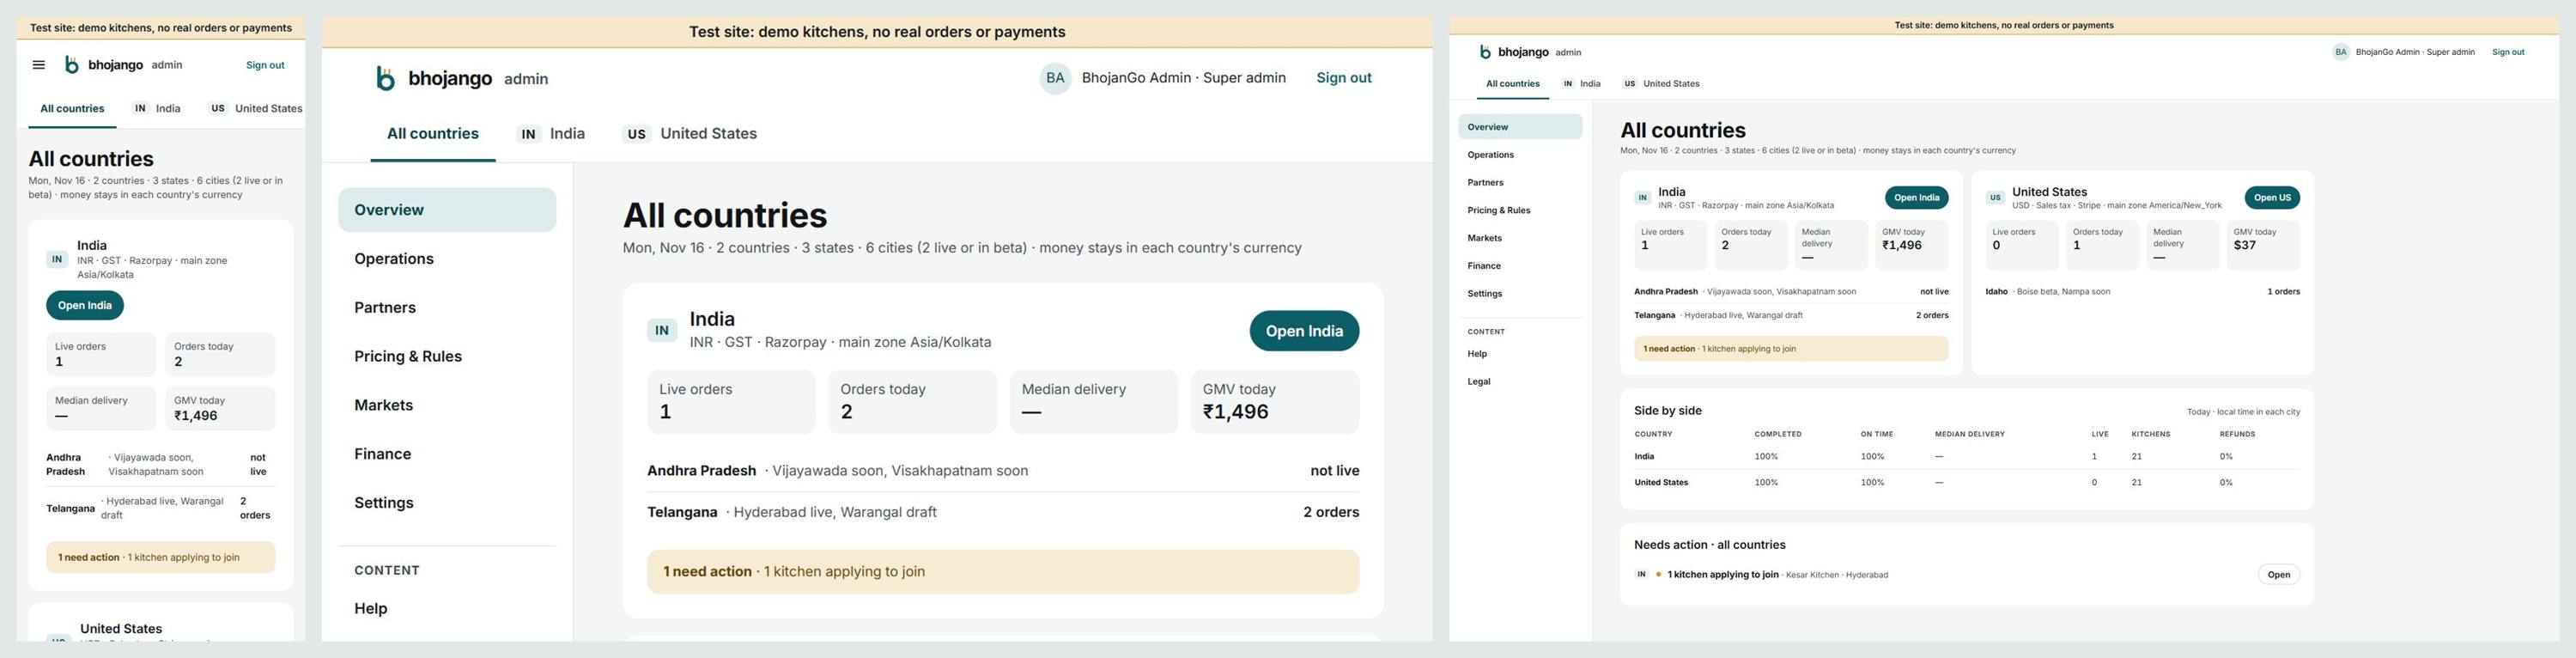 Test site: demo kitchens, no real orders or payments
bhojango admin
Sign out
All countries
IN India
US United States
All countries
Mon, Nov 16 · 2 countries · 3 states · 6 cities (2 live or in
beta) · money stays in each country's currency
IN
India
INR · GST · Razorpay · main zone
Asia/Kolkata
Open India
Live orders
1
Orders today
2
Median delivery
—
GMV today
₹1,496
Andhra
Pradesh
· Vijayawada soon,
Visakhapatnam soon
not
live
Telangana
· Hyderabad live, Warangal
draft
2
orders
1 need action · 1 kitchen applying to join
United States
Test site: demo kitchens, no real orders or payments
bhojango admin
BA BhojanGo Admin · Super admin
Sign out
All countries
IN India
US United States
Overview
Operations
Partners
Pricing & Rules
Markets
Finance
Settings
CONTENT
Help
All countries
Mon, Nov 16 · 2 countries · 3 states · 6 cities (2 live or in beta) · money stays in each country's currency
IN
India
INR · GST · Razorpay · main zone Asia/Kolkata
Open India
Live orders
1
Orders today
2
Median delivery
—
GMV today
₹1,496
Andhra Pradesh · Vijayawada soon, Visakhapatnam soon not live
Telangana · Hyderabad live, Warangal draft 2 orders
1 need action · 1 kitchen applying to join
Test site: demo kitchens, no real orders or payments
bhojango admin
BA BhojanGo Admin · Super admin
Sign out
All countries
IN India
US United States
Overview
Operations
Partners
Pricing & Rules
Markets
Finance
Settings
CONTENT
Help
Legal
All countries
Mon, Nov 16 · 2 countries · 3 states · 6 cities (2 live or in beta) · money stays in each country's currency
IN
India
INR · GST · Razorpay · main zone Asia/Kolkata
Open India
Live orders
1
Orders today
2
Median
delivery
—
GMV today
₹1,496
Andhra Pradesh · Vijayawada soon, Visakhapatnam soon not live
Telangana · Hyderabad live, Warangal draft 2 orders
1 need action · 1 kitchen applying to join
US
United States
USD · Sales tax · Stripe · main zone America/New_York
Open US
Live orders
0
Orders today
1
Median
delivery
—
GMV today
$37
Idaho · Boise beta, Nampa soon 1 orders
Side by side
Today · local time in each city
COUNTRY COMPLETED ON TIME MEDIAN DELIVERY LIVE KITCHENS REFUNDS
India 100% 100% — 1 21 0%
United States 100% 100% — 0 21 0%
Needs action · all countries
IN 1 kitchen applying to join · Kesar Kitchen · Hyderabad
Open